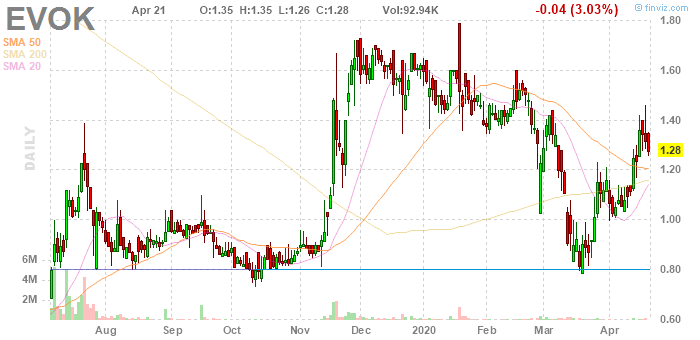 EVOK Apr 21 O:1.35 H:1.35 L:1.26 C:1.28 Vol:92.94K -0.04 (3.03%) © finviz.com
SMA 50
SMA 200
SMA 20
DAILY
1.80
1.60
1.40
1.28
1.20
1.00
0.80
0.60
6M
4M
2M
Aug Sep Oct Nov Dec 2020 Feb Mar Apr